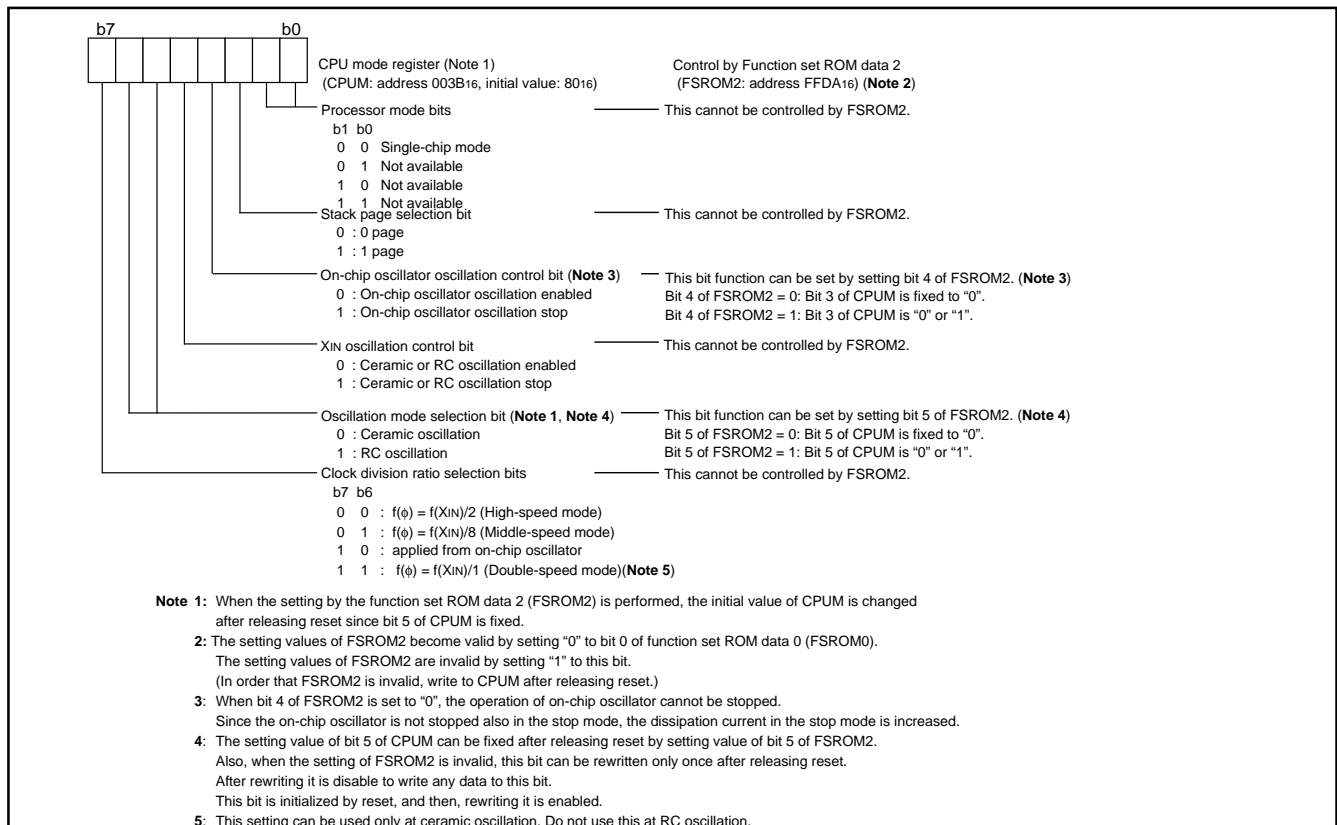 b7 b0
CPU mode register (Note 1) Control by Function set ROM data 2
(CPUM: address 003B16, initial value: 8016) (FSROM2: address FFDA16) (Note 2)
Processor mode bits This cannot be controlled by FSROM2.
b1 b0
0 0 Single-chip mode
0 1 Not available
1 0 Not available
1 1 Not available
Stack page selection bit This cannot be controlled by FSROM2.
0 : 0 page
1 : 1 page
On-chip oscillator oscillation control bit (Note 3) This bit function can be set by setting bit 4 of FSROM2. (Note 3)
0 : On-chip oscillator oscillation enabled Bit 4 of FSROM2 = 0: Bit 3 of CPUM is fixed to “0”.
1 : On-chip oscillator oscillation stop Bit 4 of FSROM2 = 1: Bit 3 of CPUM is “0” or “1”.
XIN oscillation control bit This cannot be controlled by FSROM2.
0 : Ceramic or RC oscillation enabled
1 : Ceramic or RC oscillation stop
Oscillation mode selection bit (Note 1, Note 4) This bit function can be set by setting bit 5 of FSROM2. (Note 4)
0 : Ceramic oscillation Bit 5 of FSROM2 = 0: Bit 5 of CPUM is fixed to “0”.
1 : RC oscillation Bit 5 of FSROM2 = 1: Bit 5 of CPUM is “0” or “1”.
Clock division ratio selection bits This cannot be controlled by FSROM2.
b7 b6
0 0 : f(φ) = f(XIN)/2 (High-speed mode)
0 1 : f(φ) = f(XIN)/8 (Middle-speed mode)
1 0 : applied from on-chip oscillator
1 1 : f(φ) = f(XIN)/1 (Double-speed mode)(Note 5)
Note 1: When the setting by the function set ROM data 2 (FSROM2) is performed, the initial value of CPUM is changed
after releasing reset since bit 5 of CPUM is fixed.
2: The setting values of FSROM2 become valid by setting “0” to bit 0 of function set ROM data 0 (FSROM0).
The setting values of FSROM2 are invalid by setting “1” to this bit.
(In order that FSROM2 is invalid, write to CPUM after releasing reset.)
3: When bit 4 of FSROM2 is set to “0”, the operation of on-chip oscillator cannot be stopped.
Since the on-chip oscillator is not stopped also in the stop mode, the dissipation current in the stop mode is increased.
4: The setting value of bit 5 of CPUM can be fixed after releasing reset by setting value of bit 5 of FSROM2.
Also, when the setting of FSROM2 is invalid, this bit can be rewritten only once after releasing reset.
After rewriting it is disable to write any data to this bit.
This bit is initialized by reset, and then, rewriting it is enabled.
5: This setting can be used only at ceramic oscillation. Do not use this at RC oscillation.